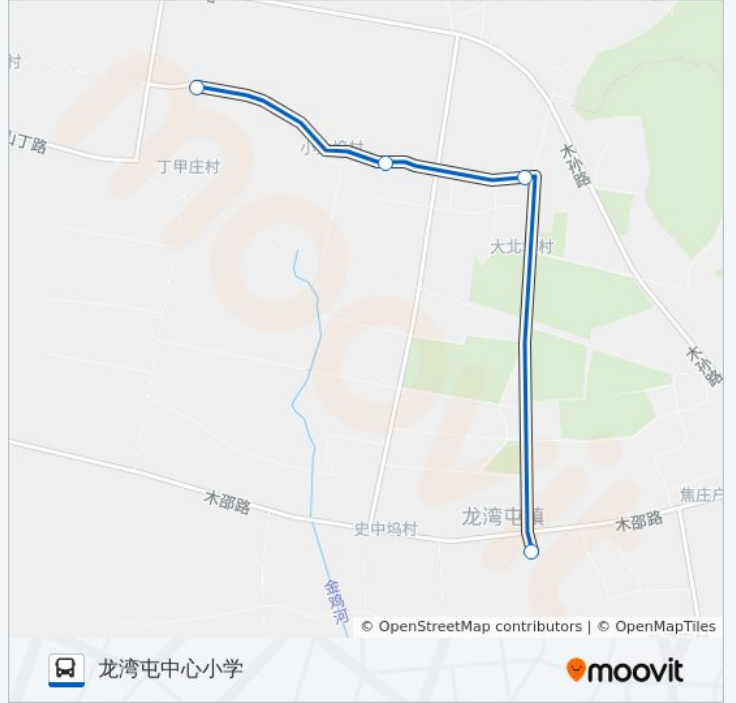 村
山丁路
丁甲庄村
木孙路
大北坞村
木孙路
木邵路
史中坞村
龙湾屯镇
木邵路
焦庄户
金鸡河
© OpenStreetMap contributors | © OpenMapTiles
龙湾屯中心小学
moovit